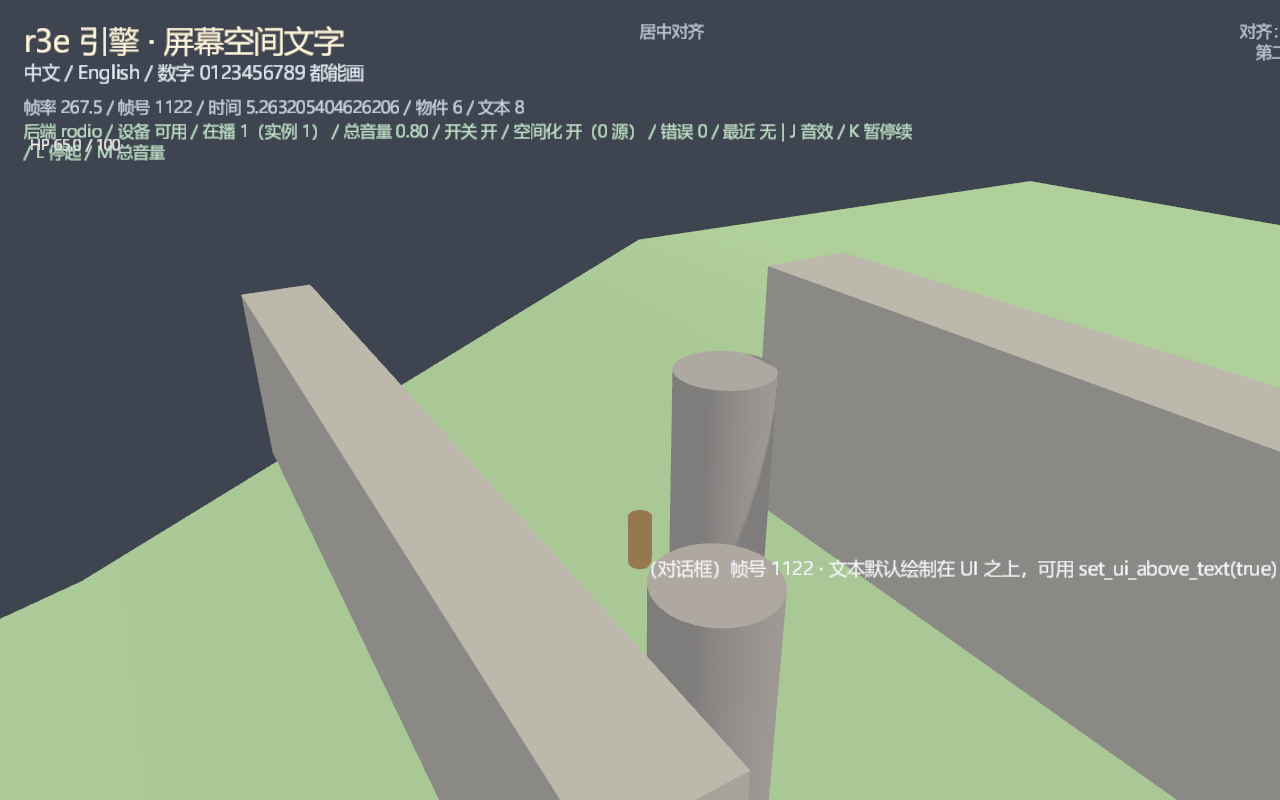 r3e 引擎 · 屏幕空间文字
居中对齐
对齐：
第二
中文 / English / 数字 0123456789 都能画
帧率 267.5 / 帧号 1122 / 时间 5.263205404626206 / 物件 6 / 文本 8
后端 rodio / 设备 可用 / 在播 1（实例 1） / 总音量 0.80 / 开关 开 / 空间化 开（0 源） / 错误 0 / 最近 无 | J 音效 / K 暂停续
/ L 停起 / M 总音量
HP 65.0 / 100
（对话框）帧号 1122 · 文本默认绘制在 UI 之上，可用 set_ui_above_text(true)